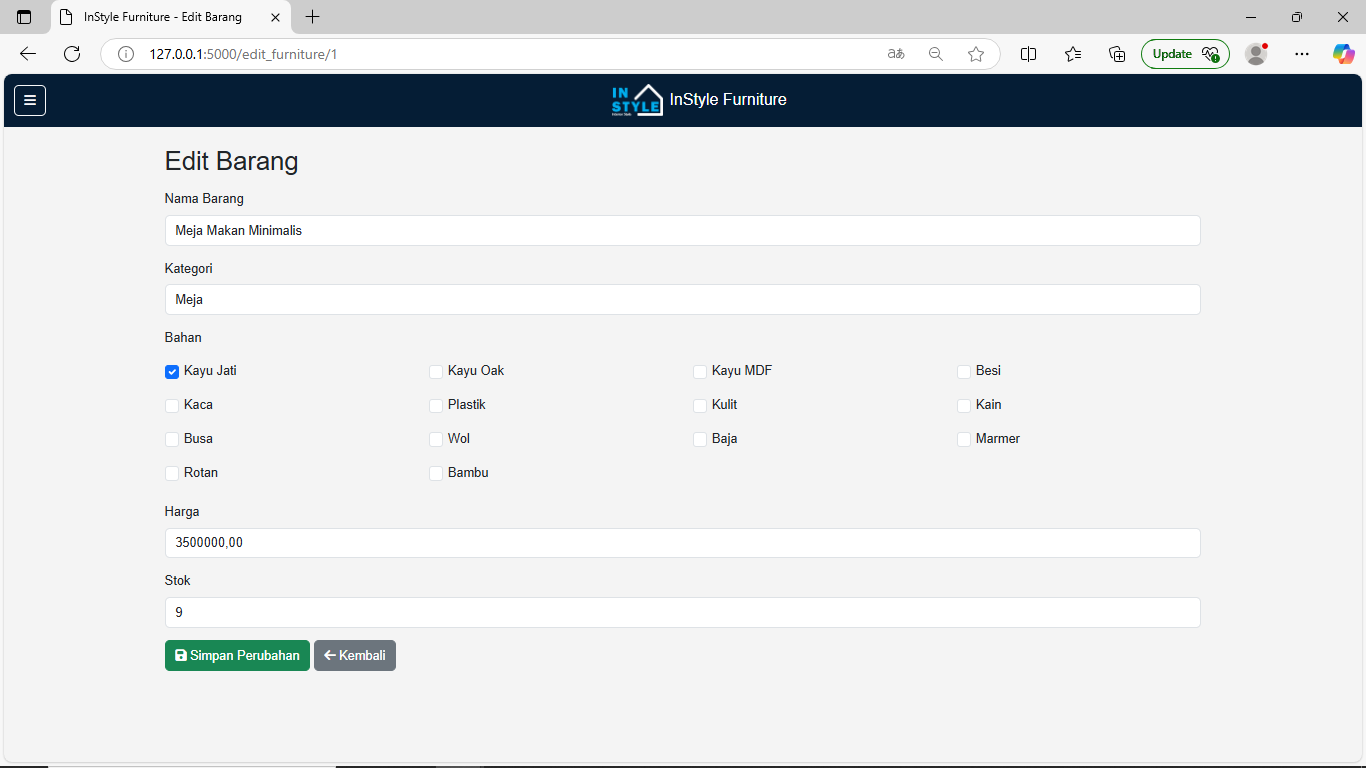 InStyle Furniture - Edit Barang
127.0.0.1:5000/edit_furniture/1
aあ
Update
IN STYLE
InStyle Furniture
Edit Barang
Nama Barang
Meja Makan Minimalis
Kategori
Meja
Bahan
Kayu Jati Kayu Oak Kayu MDF Besi
Kaca Plastik Kulit Kain
Busa Wol Baja Marmer
Rotan Bambu
Harga
3500000,00
Stok
9
Simpan Perubahan Kembali